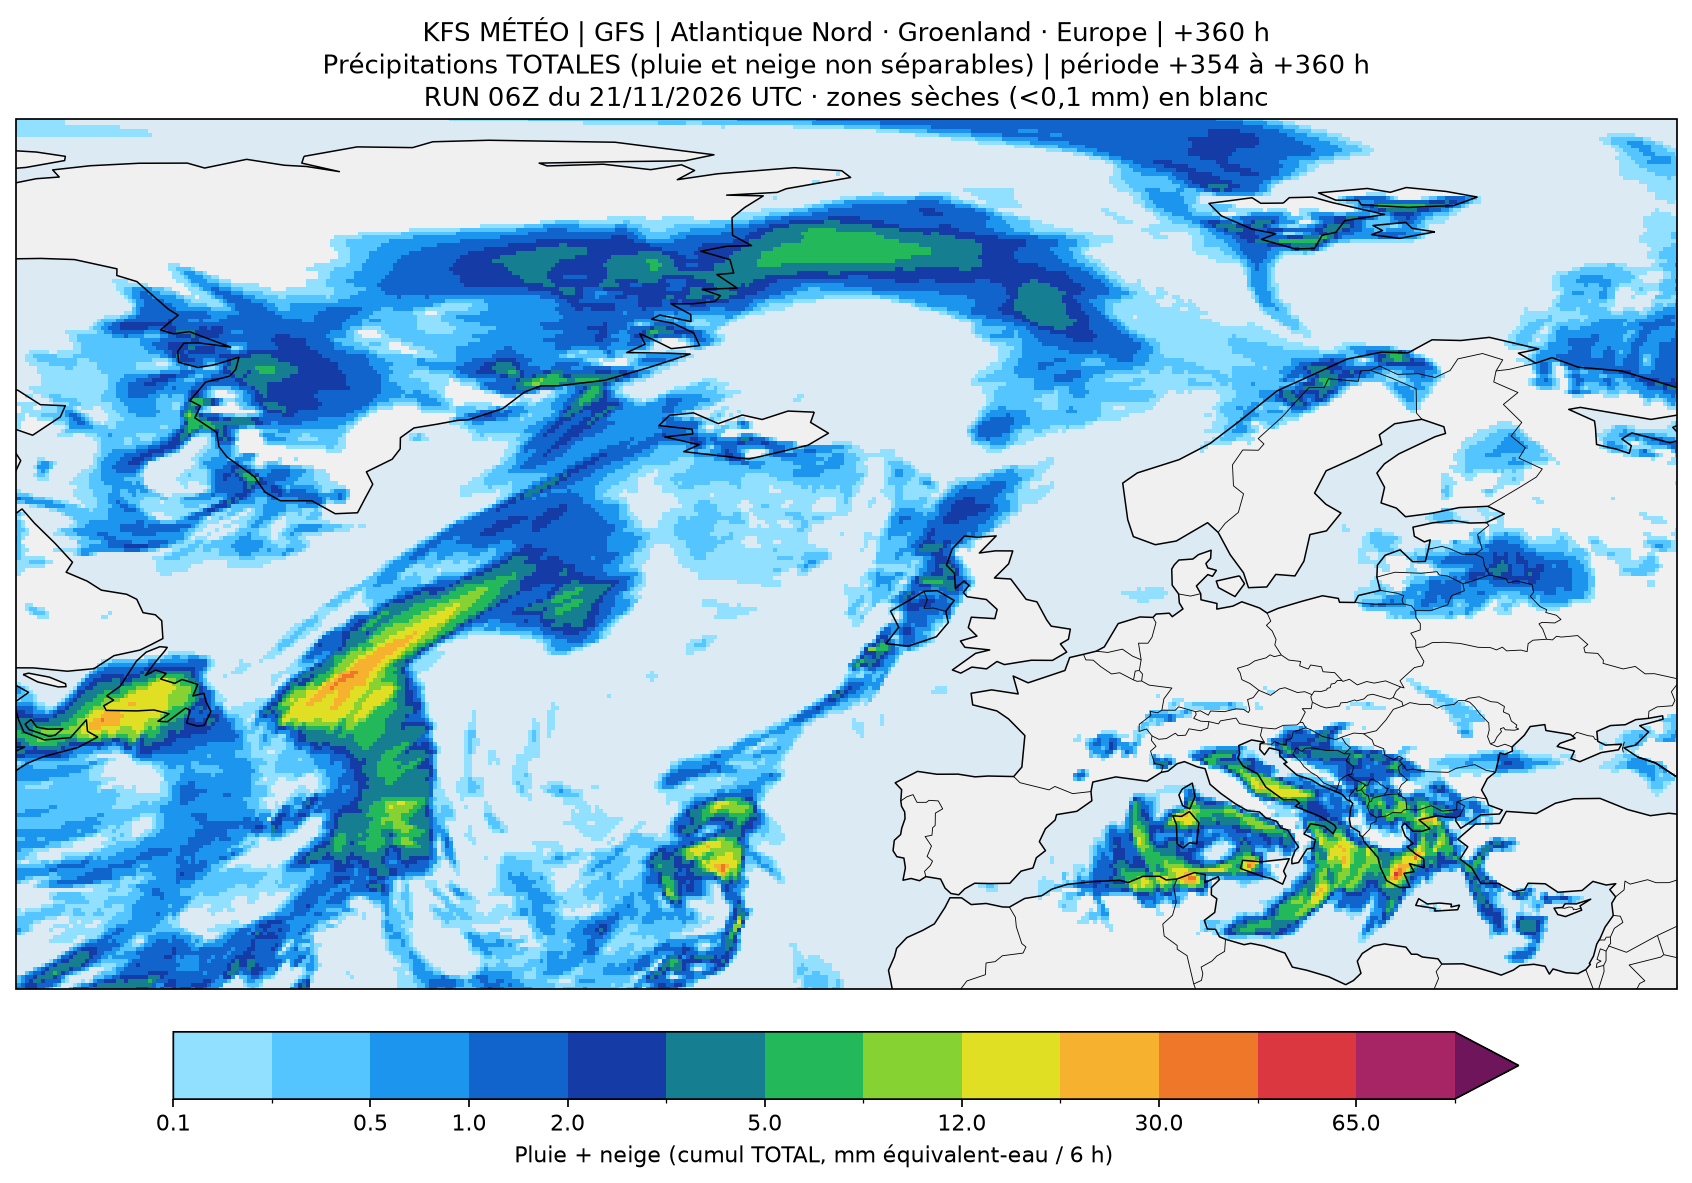 KFS MÉTÉO | GFS | Atlantique Nord · Groenland · Europe | +360 h
Précipitations TOTALES (pluie et neige non séparables) | période +354 à +360 h
RUN 06Z du 21/11/2026 UTC · zones sèches (<0,1 mm) en blanc
0.1 0.5 1.0 2.0 5.0 12.0 30.0 65.0
Pluie + neige (cumul TOTAL, mm équivalent-eau / 6 h)